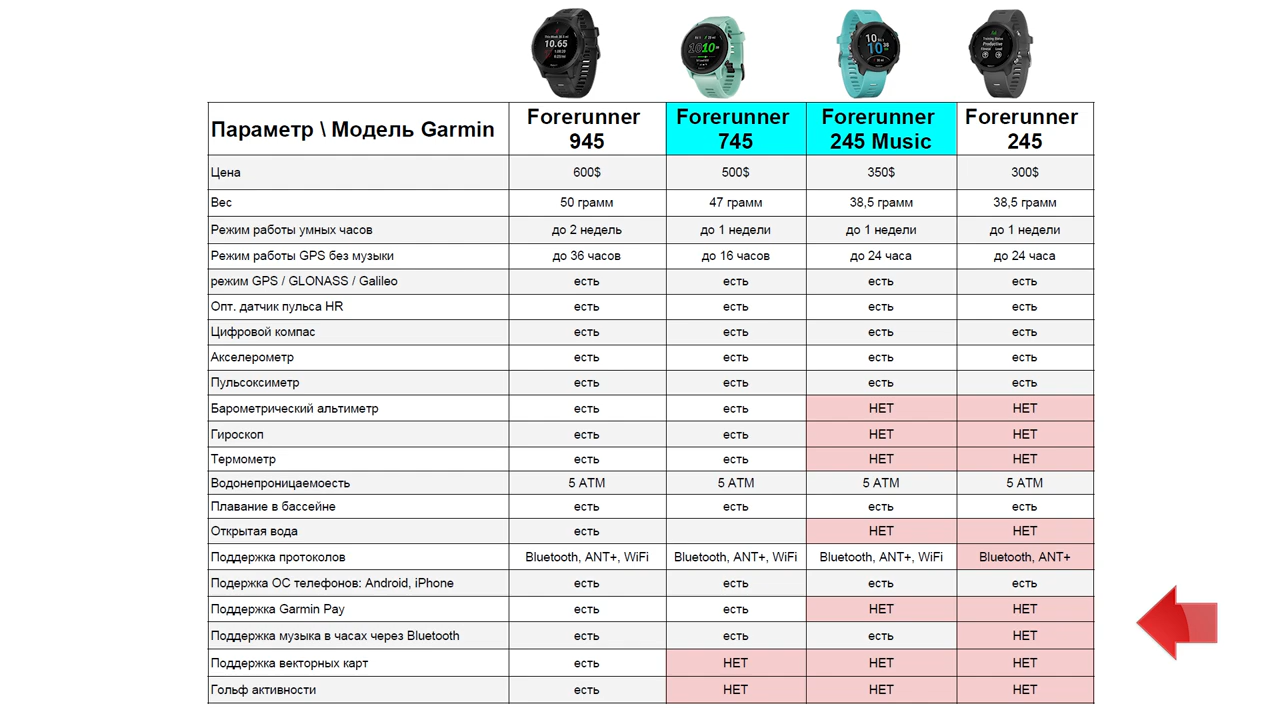 Параметр \ Модель Garmin Forerunner 945 Forerunner 745 Forerunner 245 Music Forerunner 245
Цена 600$ 500$ 350$ 300$
Вес 50 грамм 47 грамм 38,5 грамм 38,5 грамм
Режим работы умных часов до 2 недель до 1 недели до 1 недели до 1 недели
Режим работы GPS без музыки до 36 часов до 16 часов до 24 часа до 24 часа
режим GPS / GLONASS / Galileo есть есть есть есть
Опт. датчик пульса HR есть есть есть есть
Цифровой компас есть есть есть есть
Акселерометр есть есть есть есть
Пульсоксиметр есть есть есть есть
Барометрический альтиметр есть есть НЕТ НЕТ
Гироскоп есть есть НЕТ НЕТ
Термометр есть есть НЕТ НЕТ
Водонепроницаемоесть 5 ATM 5 ATM 5 ATM 5 ATM
Плавание в бассейне есть есть есть есть
Открытая вода есть НЕТ НЕТ
Поддержка протоколов Bluetooth, ANT+, WiFi Bluetooth, ANT+, WiFi Bluetooth, ANT+, WiFi Bluetooth, ANT+
Подержка ОС телефонов: Android, iPhone есть есть есть есть
Поддержка Garmin Pay есть есть НЕТ НЕТ
Поддержка музыка в часах через Bluetooth есть есть есть НЕТ
Поддержка векторных карт есть НЕТ НЕТ НЕТ
Гольф активности есть НЕТ НЕТ НЕТ